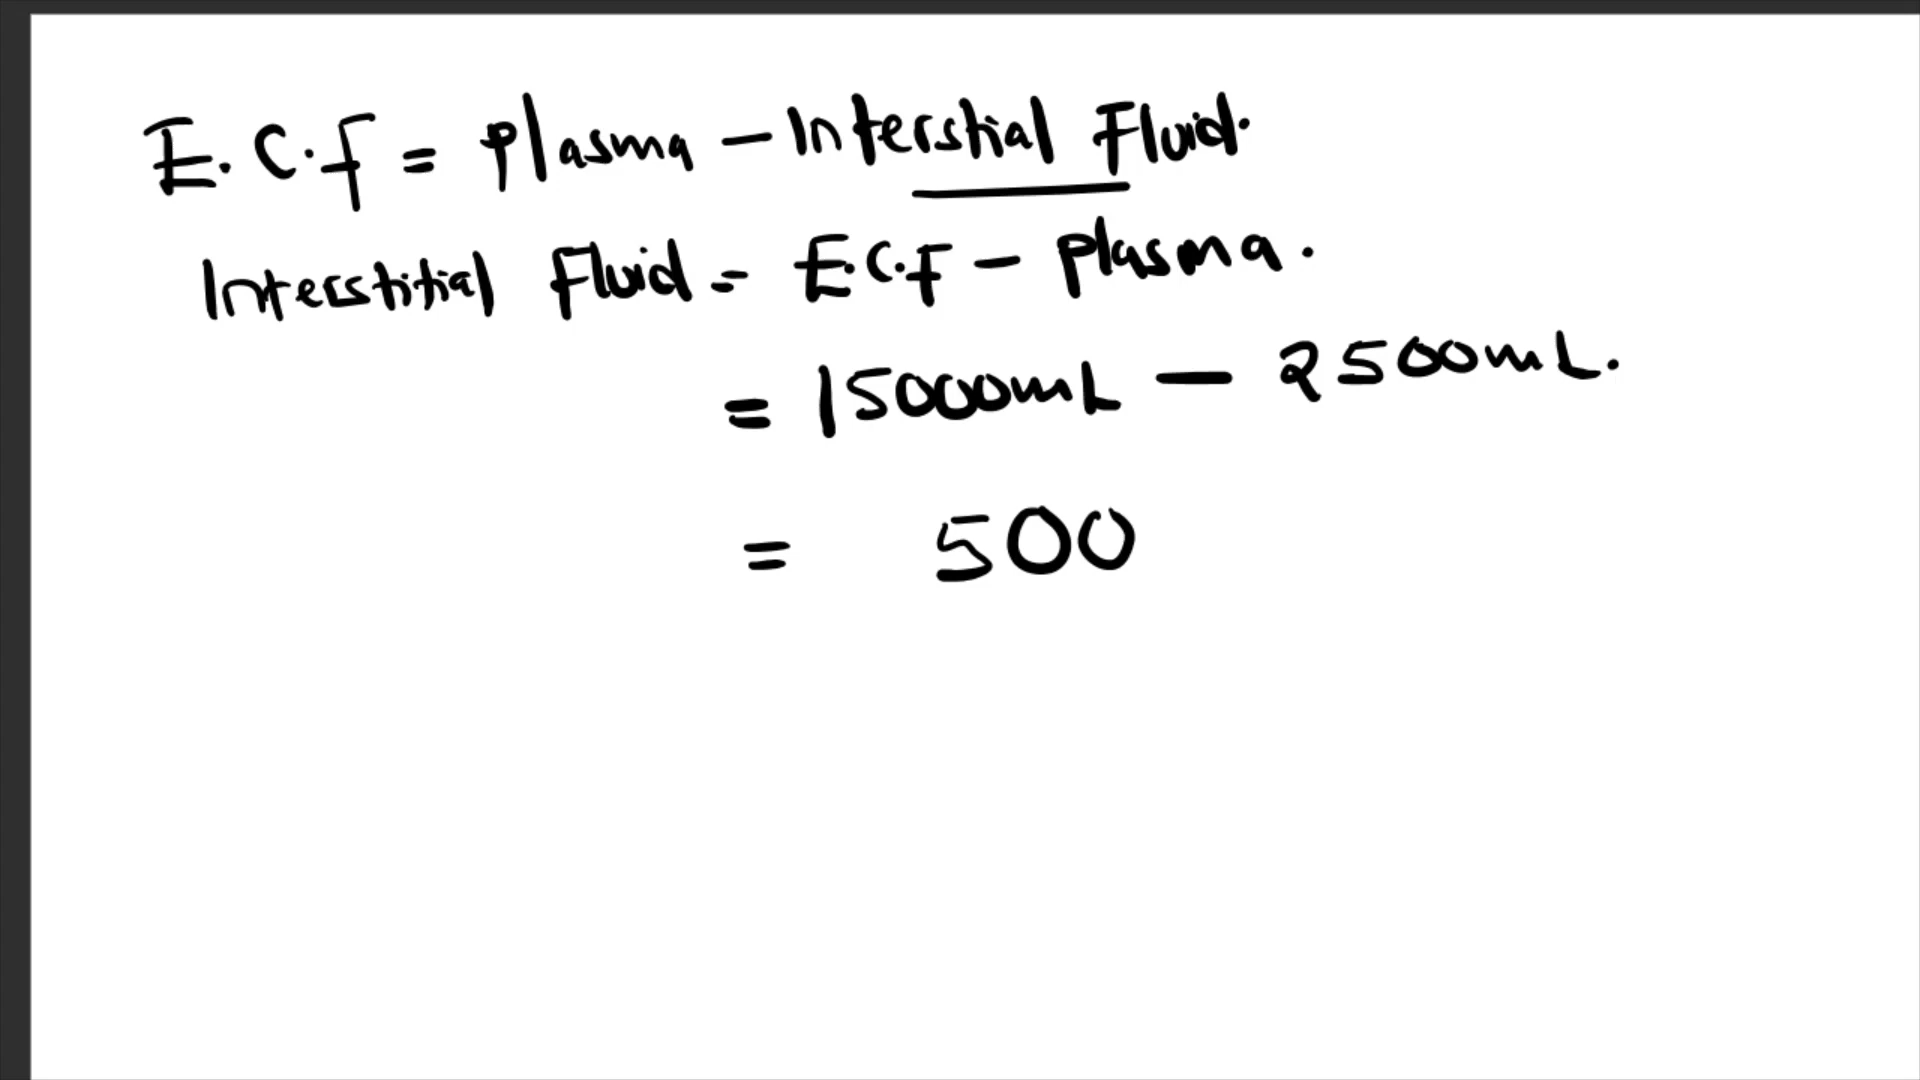 E.C.F = Plasma - Interstial Fluid.
Interstitial Fluid = E.C.F - Plasma.
= 15000mL - 2500mL.
= 500